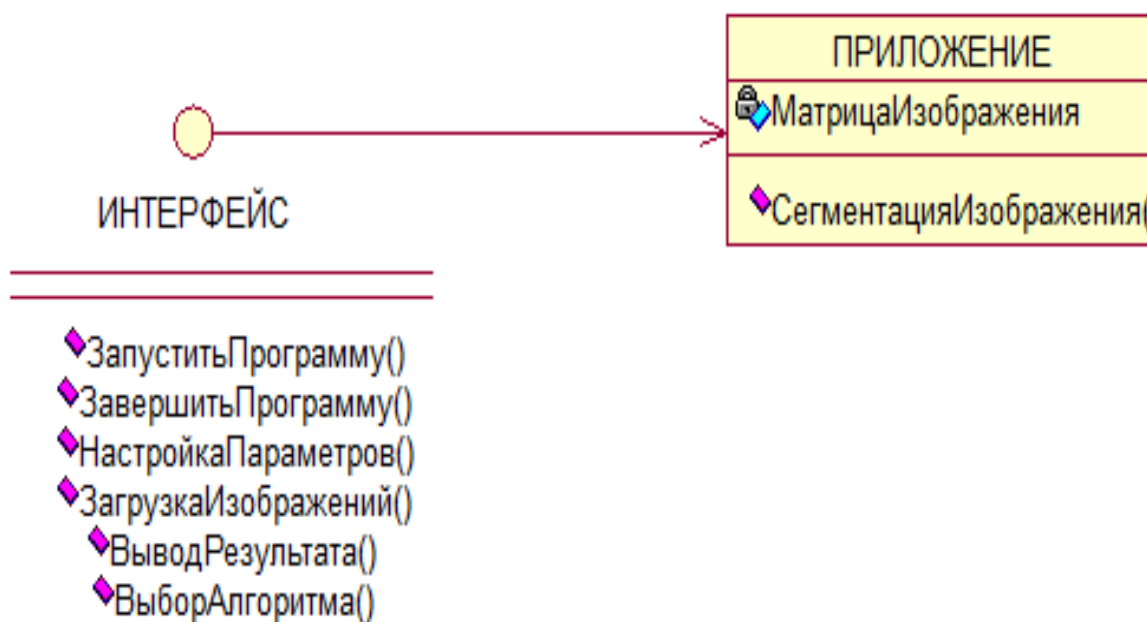 ПРИЛОЖЕНИЕ
МатрицаИзображения
СегментацияИзображения(
ИНТЕРФЕЙС
ЗапуститьПрограмму()
ЗавершитьПрограмму()
НастройкаПараметров()
ЗагрузкаИзображений()
ВыводРезультата()
ВыборАлгоритма()